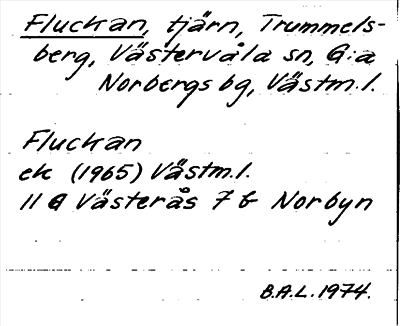 Fluckan, tjärn, Trummels-
berg, Västervåla sn, G:a
Norbergs bg, Västm.l.
Fluckan
ek (1965) Västm.l.
11 G Västerås 7 b Norbyn
B.A.L. 1974.